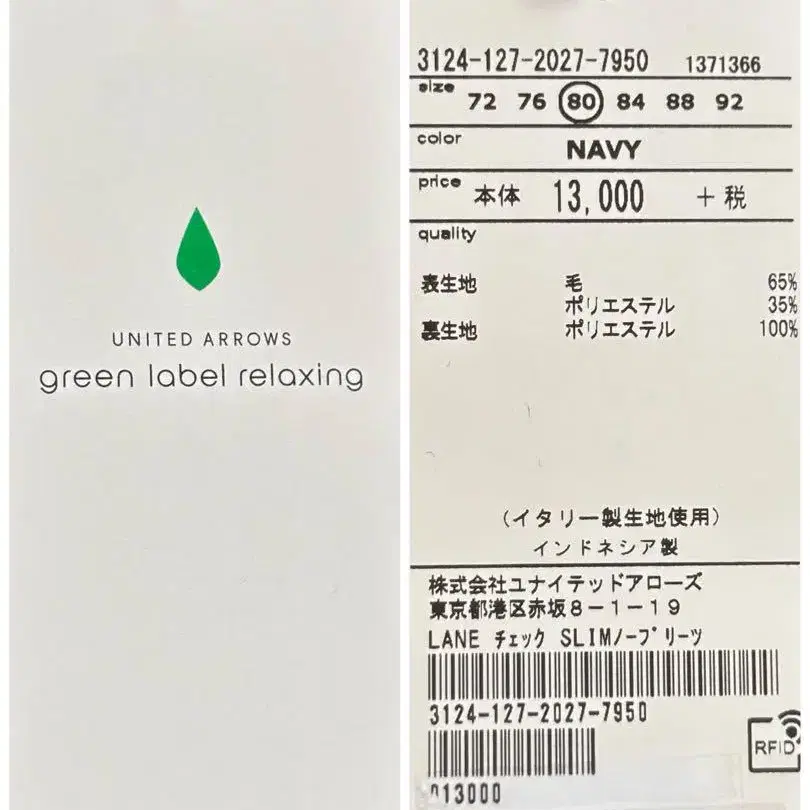 UNITED ARROWS
green label relaxing
3124-127-2027-7950 1371366
size 72 76 80 84 88 92
color NAVY
price 本体 13,000 +税
quality
表生地 毛 65%
ポリエステル 35%
裏生地 ポリエステル 100%
(イタリー製生地使用)
インドネシア製
株式会社ユナイテッドアローズ
東京都港区赤坂8-1-19
LANE チェック SLIMノープリーツ
3124-127-2027-7950
RFID
013000